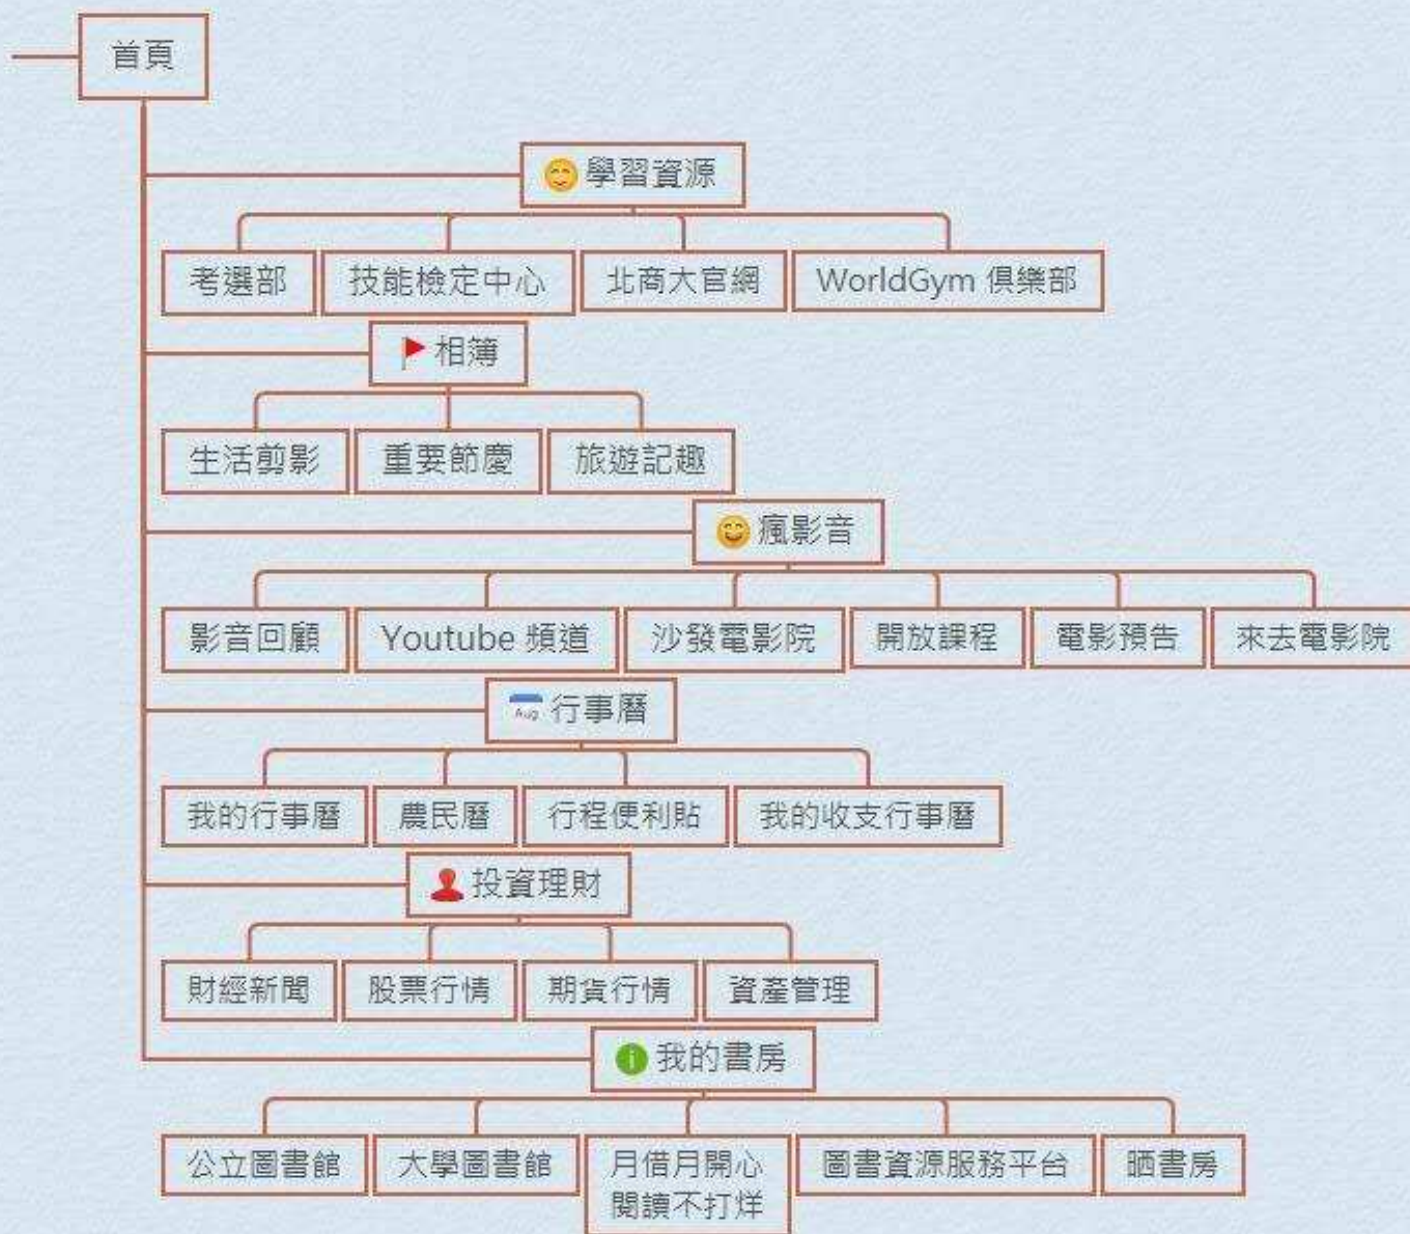 首頁
學習資源
考選部 技能檢定中心 北商大官網 WorldGym 俱樂部
相簿
生活剪影 重要節慶 旅遊記趣
瘋影音
影音回顧 Youtube 頻道 沙發電影院 開放課程 電影預告 來去電影院
Aug 行事曆
我的行事曆 農民曆 行程便利貼 我的收支行事曆
投資理財
財經新聞 股票行情 期貨行情 資產管理
i 我的書房
公立圖書館 大學圖書館 月借月開心 圖書資源服務平台 晒書房
閱讀不打烊